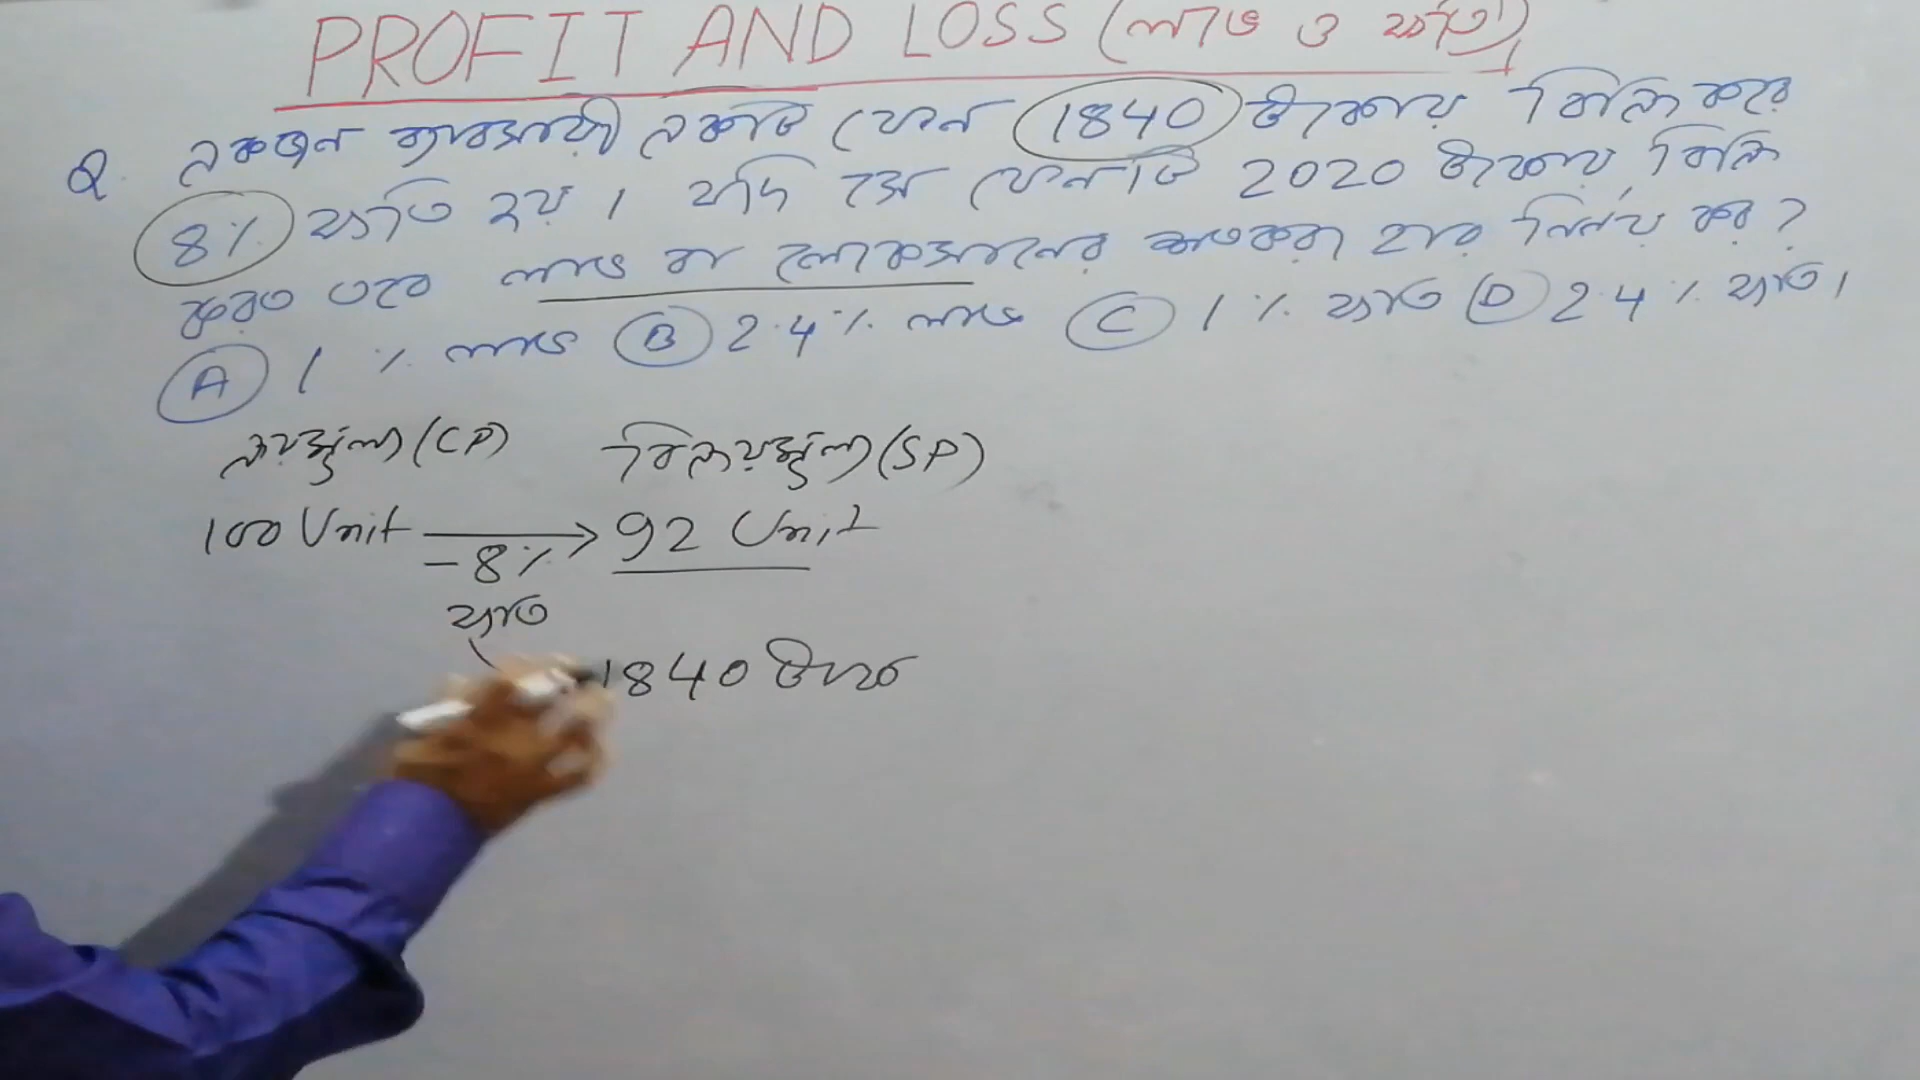 PROFIT AND LOSS (লাভ ও ক্ষতি)
Q. একজন ব্যবসায়ী একটি ফোন 1840 টাকায় বিক্রি করে
8% ক্ষতি হয়। যদি সে ফোনটি 2020 টাকায় বিক্রি
করত তবে লাভ বা লোকসানের শতকরা হার নির্ণয় কর?
A 1% লাভ B 2.4% লাভ C 1% ক্ষতি D 2.4% ক্ষতি।
ক্রয়মূল্য (CP) বিক্রয়মূল্য (SP)
100 Unit → 92 Unit
-8%
ক্ষতি
1840 টাকা